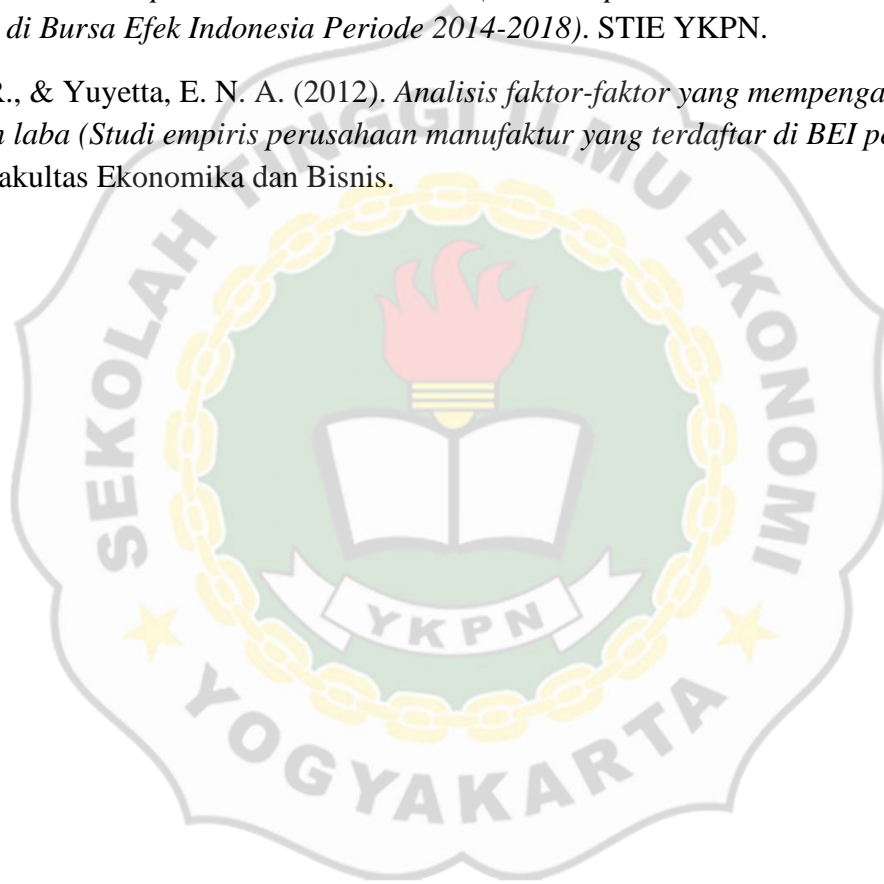 di Bursa Efek Indonesia Periode 2014-2018). STIE YKPN.
R., & Yuyetta, E. N. A. (2012). Analisis faktor-faktor yang mempenga
n laba (Studi empiris perusahaan manufaktur yang terdaftar di BEI pe
akultas Ekonomika dan Bisnis.
SEKOLAH TINGGI ILMU EKONOMI
YKPN
YOGYAKARTA